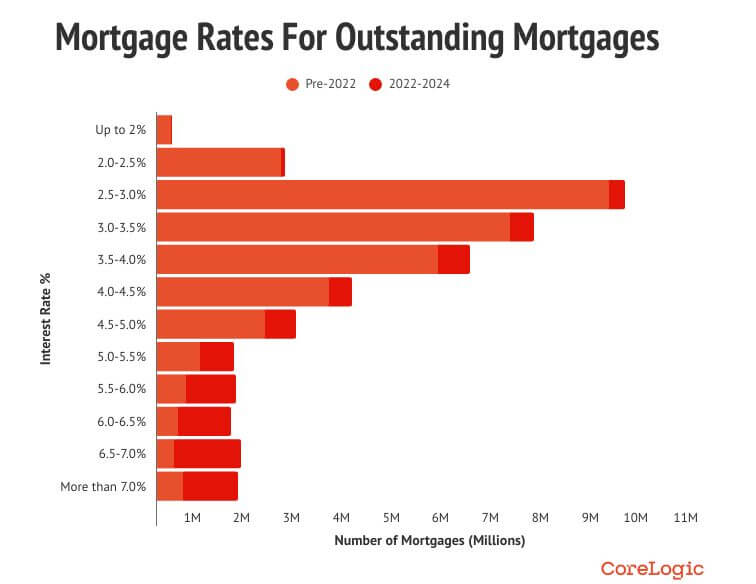 Mortgage Rates For Outstanding Mortgages
Pre-2022 2022-2024
Up to 2%
2.0-2.5%
2.5-3.0%
3.0-3.5%
3.5-4.0%
4.0-4.5%
4.5-5.0%
5.0-5.5%
5.5-6.0%
6.0-6.5%
6.5-7.0%
More than 7.0%
Interest Rate %
1M 2M 3M 4M 5M 6M 7M 8M 9M 10M 11M
Number of Mortgages (Millions)
CoreLogic